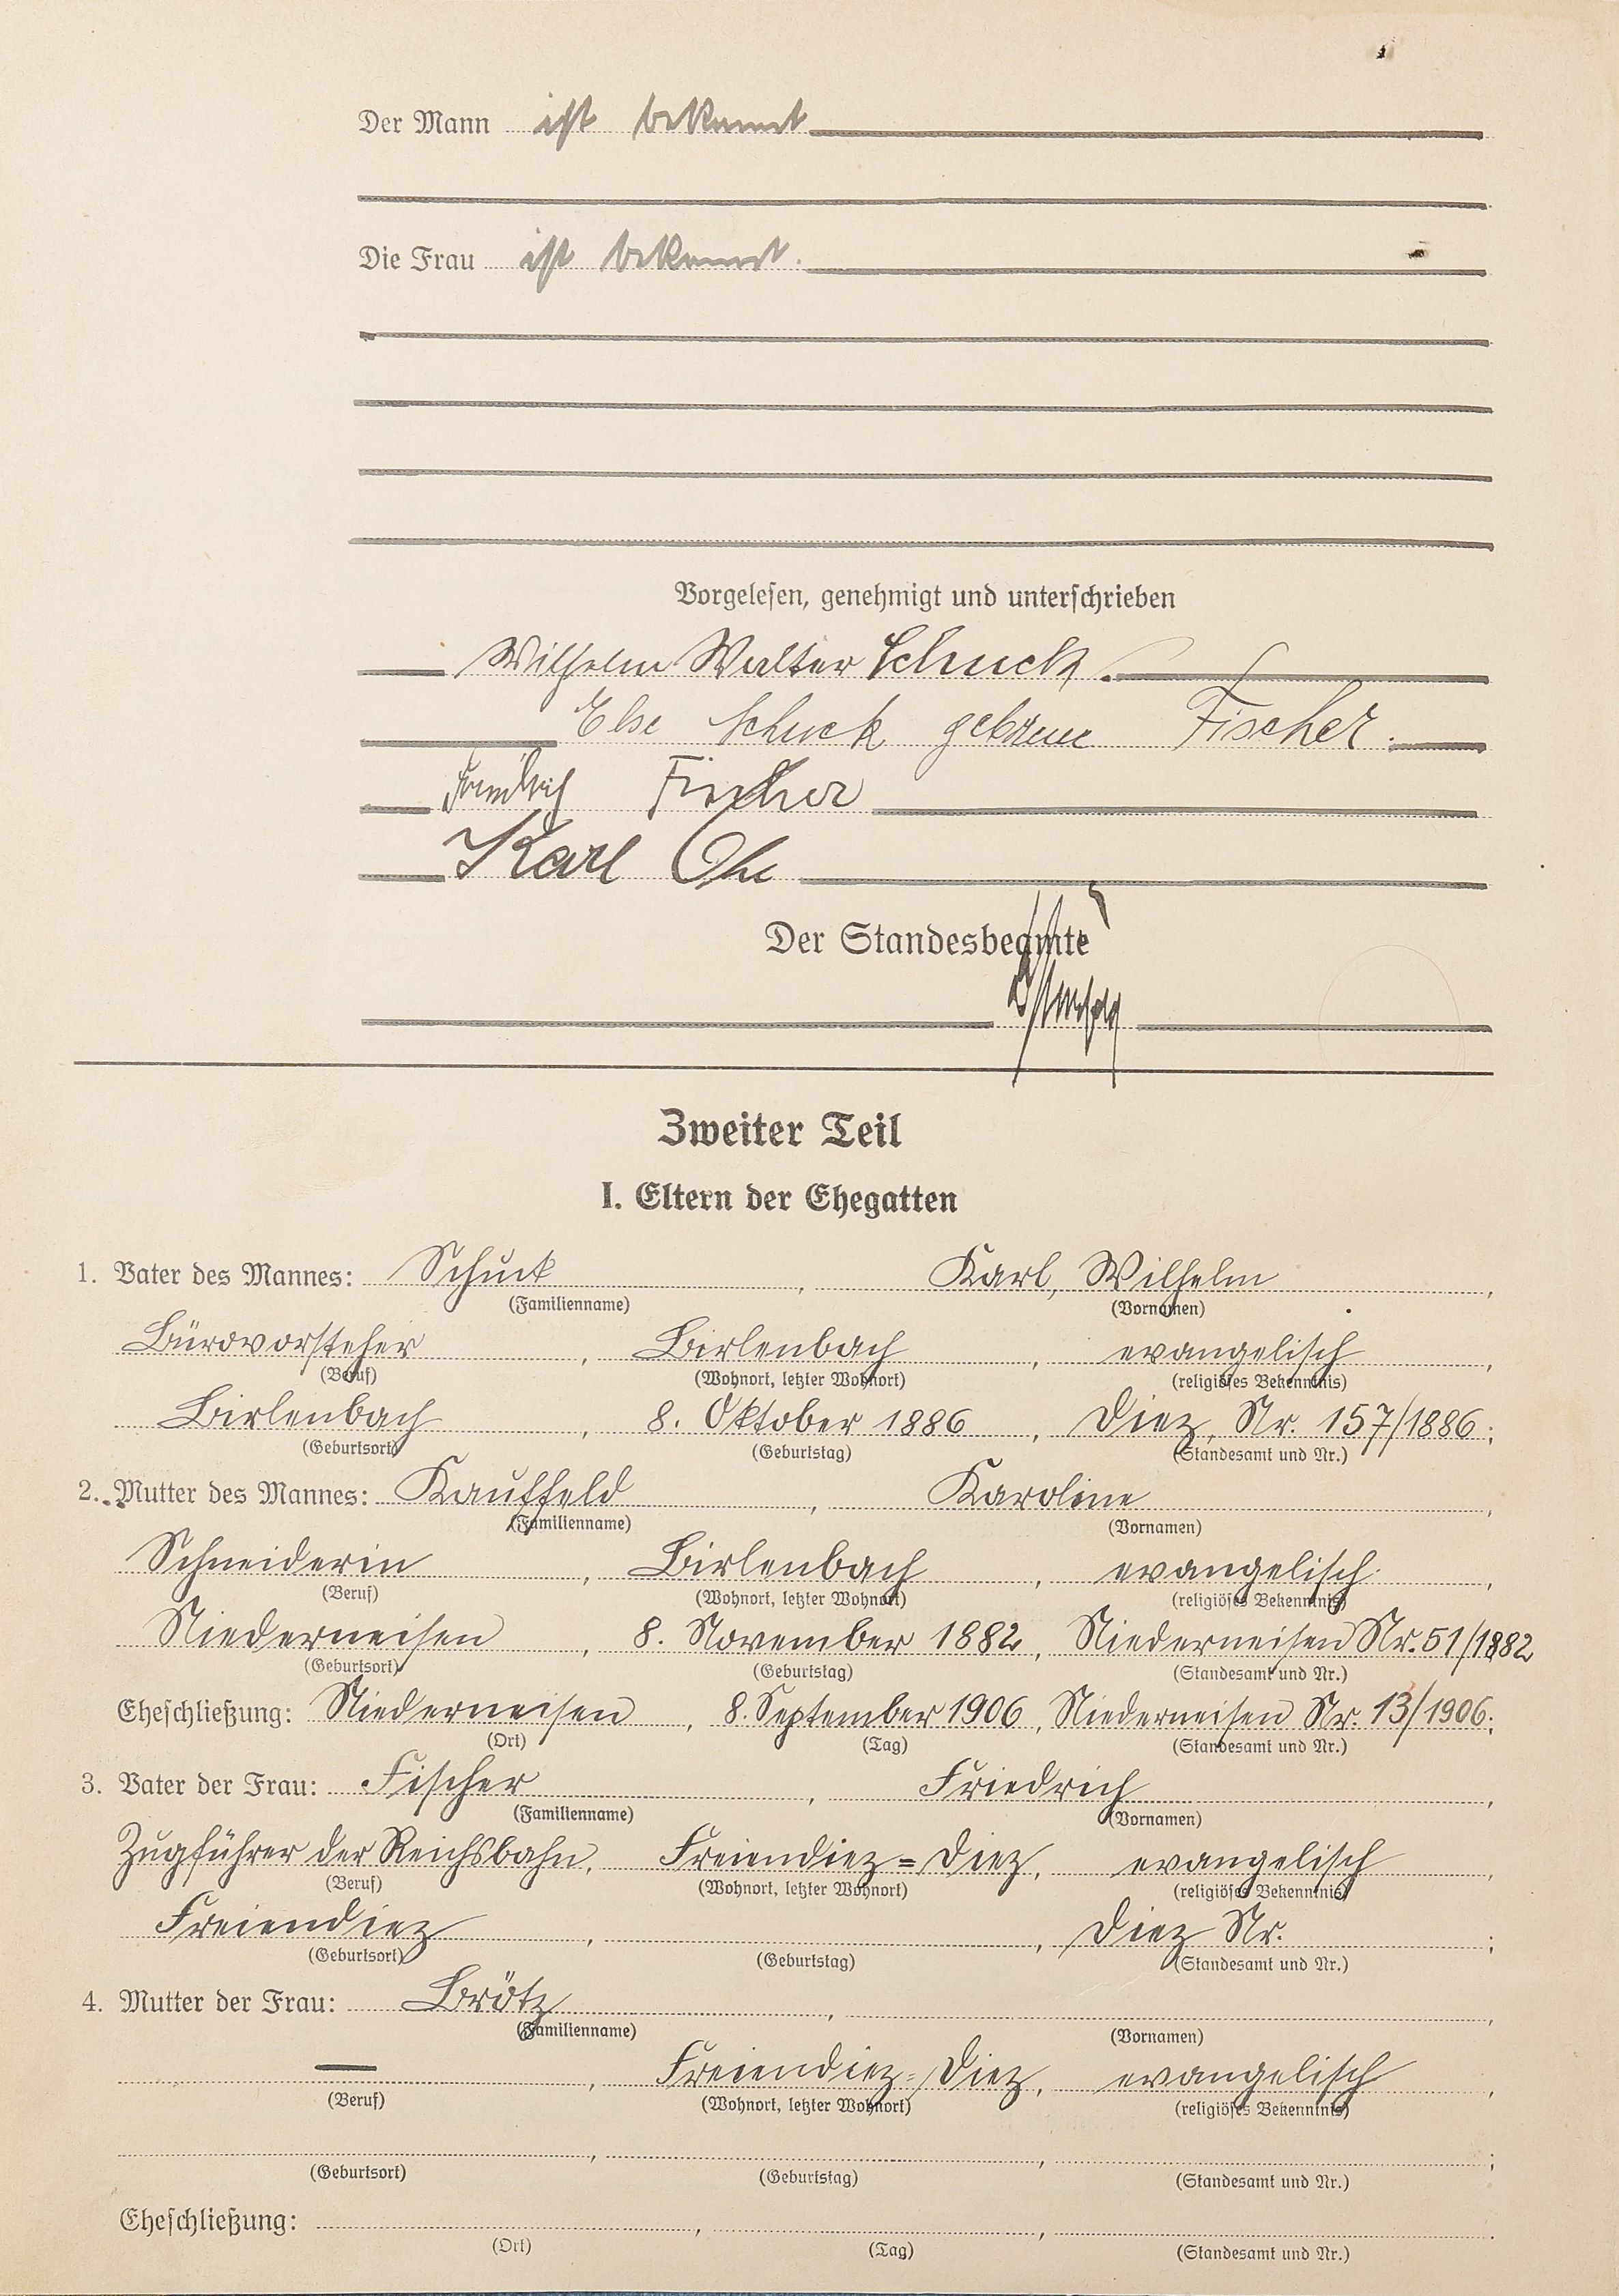 Der Mann ist bekannt
Die Frau ist bekannt.
Vorgelesen, genehmigt und unterschrieben
Wilhelm Walter Schuck.
Else Schuck geborene Fischer.
Friedrich Fischer
Karl
Der Standesbeamte
Zweiter Teil
I. Eltern der Ehegatten
1. Vater des Mannes: Schuck, Karl, Wilhelm,
(Familienname) (Vornamen)
Bürovorsteher, Birlenbach, evangelisch,
(Beruf) (Wohnort, letzter Wohnort) (religiöses Bekenntnis)
Birlenbach, 8. Oktober 1886, Diez, Nr. 157/1886;
(Geburtsort) (Geburtstag) (Standesamt und Nr.)
2. Mutter des Mannes: Kauffeld, Karoline,
(Familienname) (Vornamen)
Schneiderin, Birlenbach, evangelisch,
(Beruf) (Wohnort, letzter Wohnort) (religiöses Bekenntnis)
Niederneisen, 8. November 1882, Niederneisen Nr. 51/1882
(Geburtsort) (Geburtstag) (Standesamt und Nr.)
Eheschließung: Niederneisen, 8. September 1906, Niederneisen Nr. 13/1906;
(Ort) (Tag) (Standesamt und Nr.)
3. Vater der Frau: Fischer, Friedrich,
(Familienname) (Vornamen)
Zugführer der Reichsbahn, Freiendiez=Diez, evangelisch,
(Beruf) (Wohnort, letzter Wohnort) (religiöses Bekenntnis)
Freiendiez, , Diez Nr. ;
(Geburtsort) (Geburtstag) (Standesamt und Nr.)
4. Mutter der Frau: Brötz, ,
(Familienname) (Vornamen)
—, Freiendiez=Diez, evangelisch,
(Beruf) (Wohnort, letzter Wohnort) (religiöses Bekenntnis)
, , ;
(Geburtsort) (Geburtstag) (Standesamt und Nr.)
Eheschließung: , , .
(Ort) (Tag) (Standesamt und Nr.)